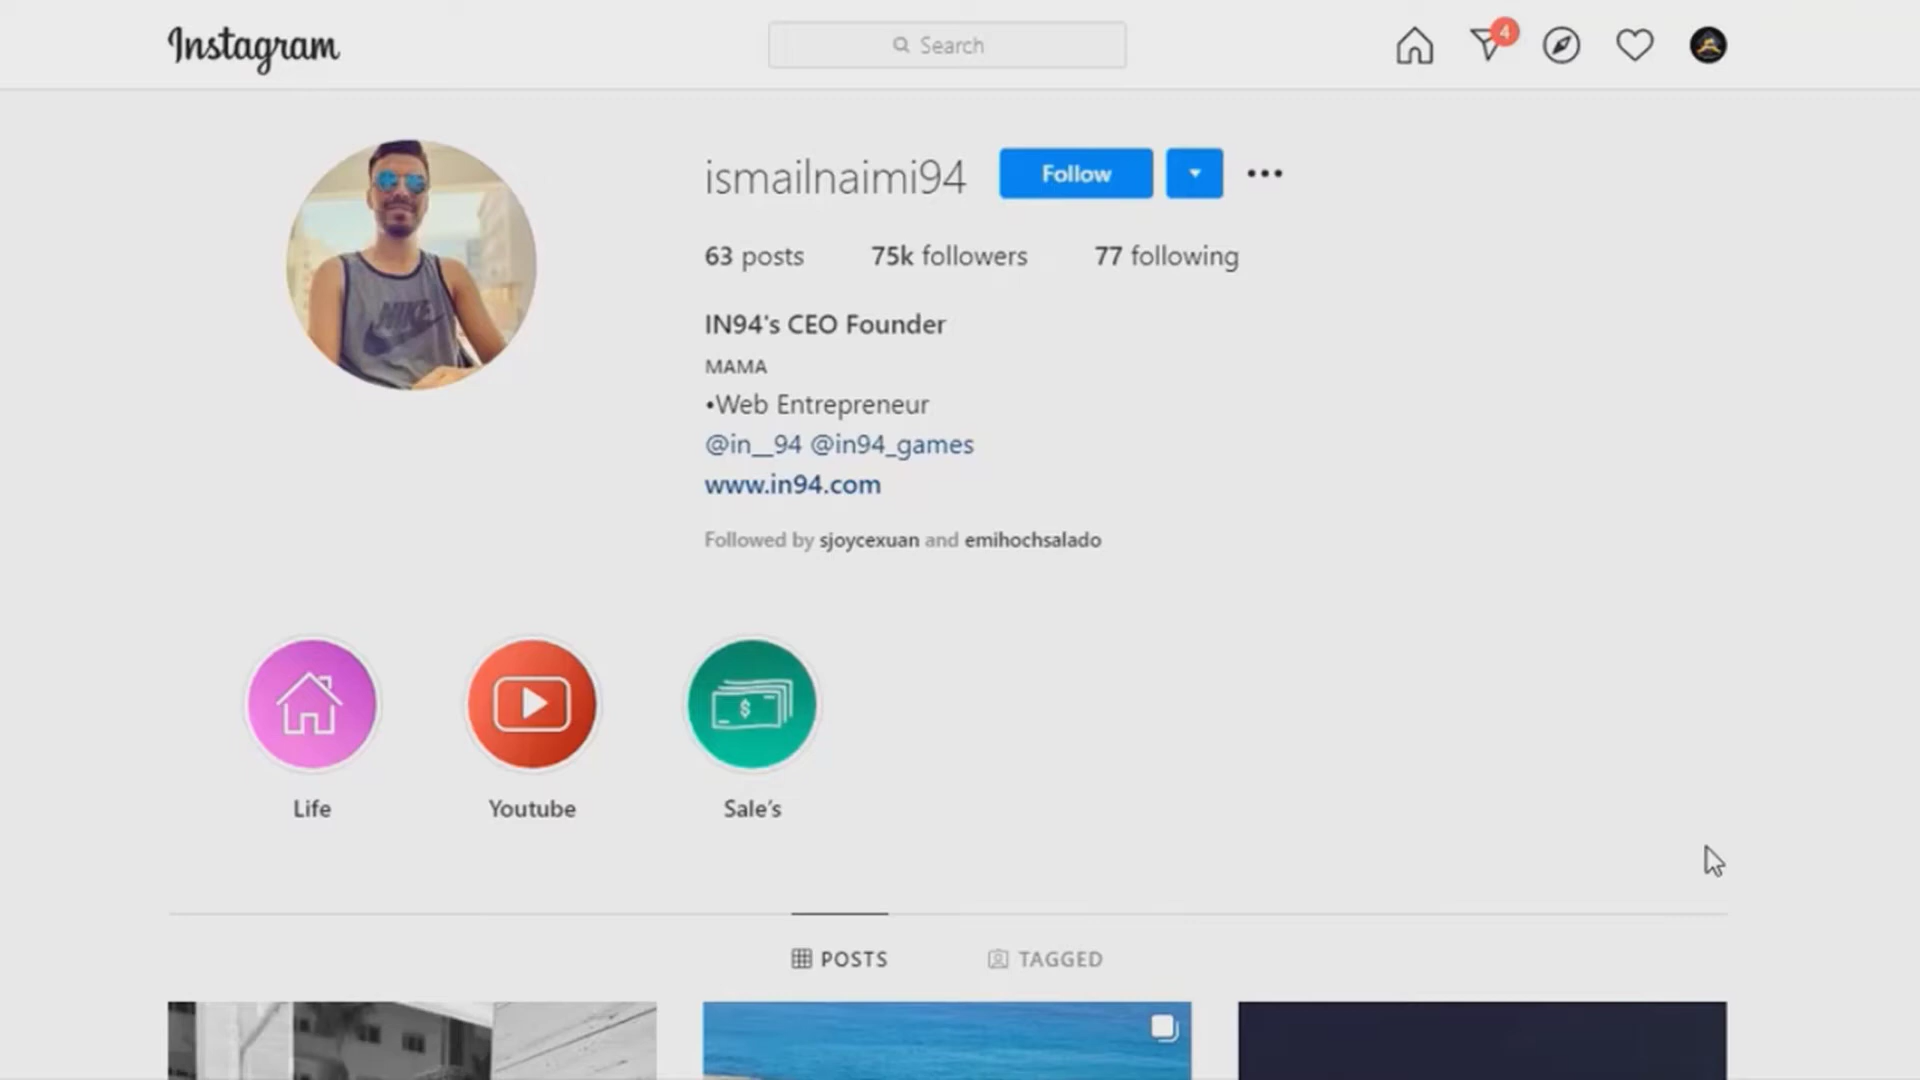 Instagram
Search
4
ismailnaimi94 Follow
63 posts 75k followers 77 following
IN94's CEO Founder
MAMA
•Web Entrepreneur
@in__94 @in94_games
www.in94.com
Followed by sjoycexuan and emihochsalado
NIKE
$
Life Youtube Sale's
POSTS TAGGED